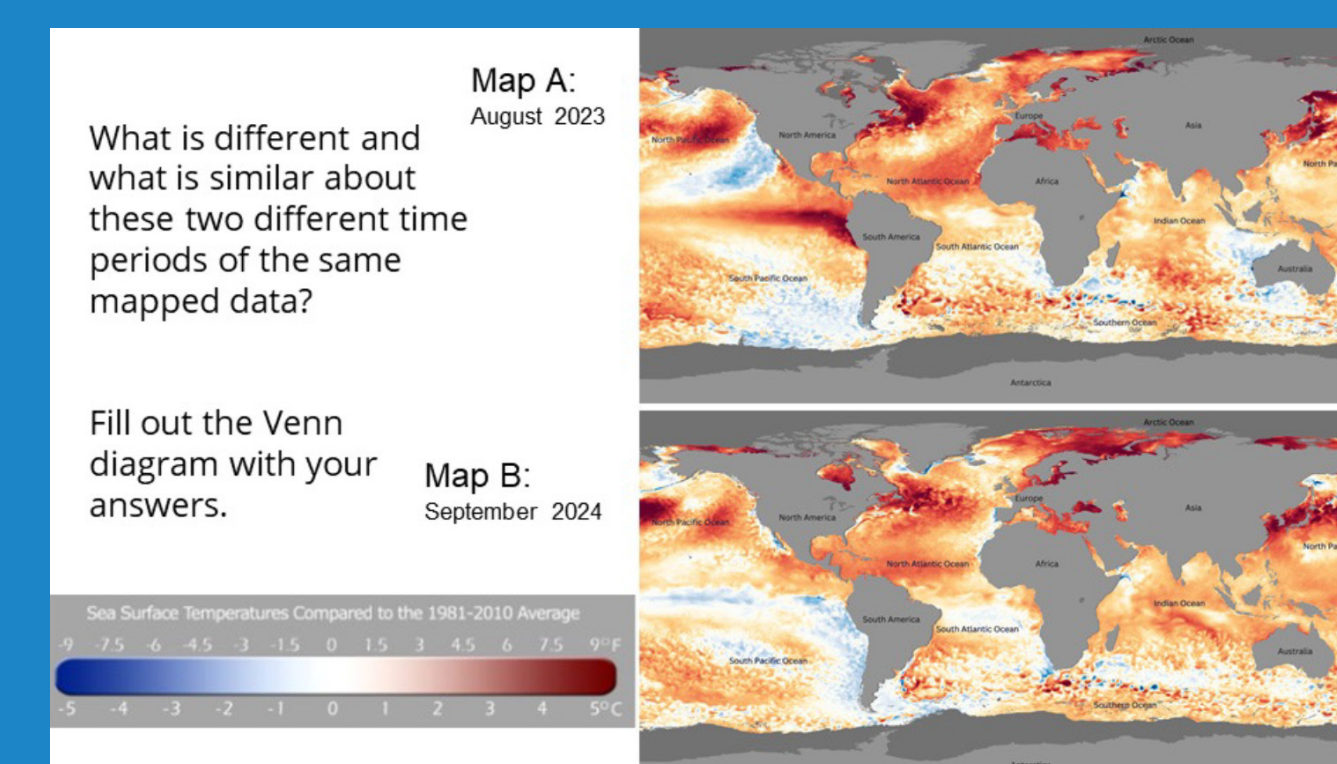 Map A:
August 2023
What is different and
what is similar about
these two different time
periods of the same
mapped data?
Fill out the Venn
diagram with your
answers.
Map B:
September 2024
Sea Surface Temperatures Compared to the 1981-2010 Average
-9 -7.5 -6 -4.5 -3 -1.5 0 1.5 3 4.5 6 7.5 9°F
-5 -4 -3 -2 -1 0 1 2 3 4 5°C
Arctic Ocean
Europe
North America
Asia
North Pacific Ocean
North Pa
North Atlantic Ocean
Africa
Indian Ocean
South America
South Atlantic Ocean
Australia
South Pacific Ocean
Southern Ocean
Antarctica
Arctic Ocean
Europe
Asia
North America
North Pacific Ocean
North Pa
North Atlantic Ocean
Africa
Indian Ocean
South America
South Atlantic Ocean
Australia
South Pacific Ocean
Southern Ocean